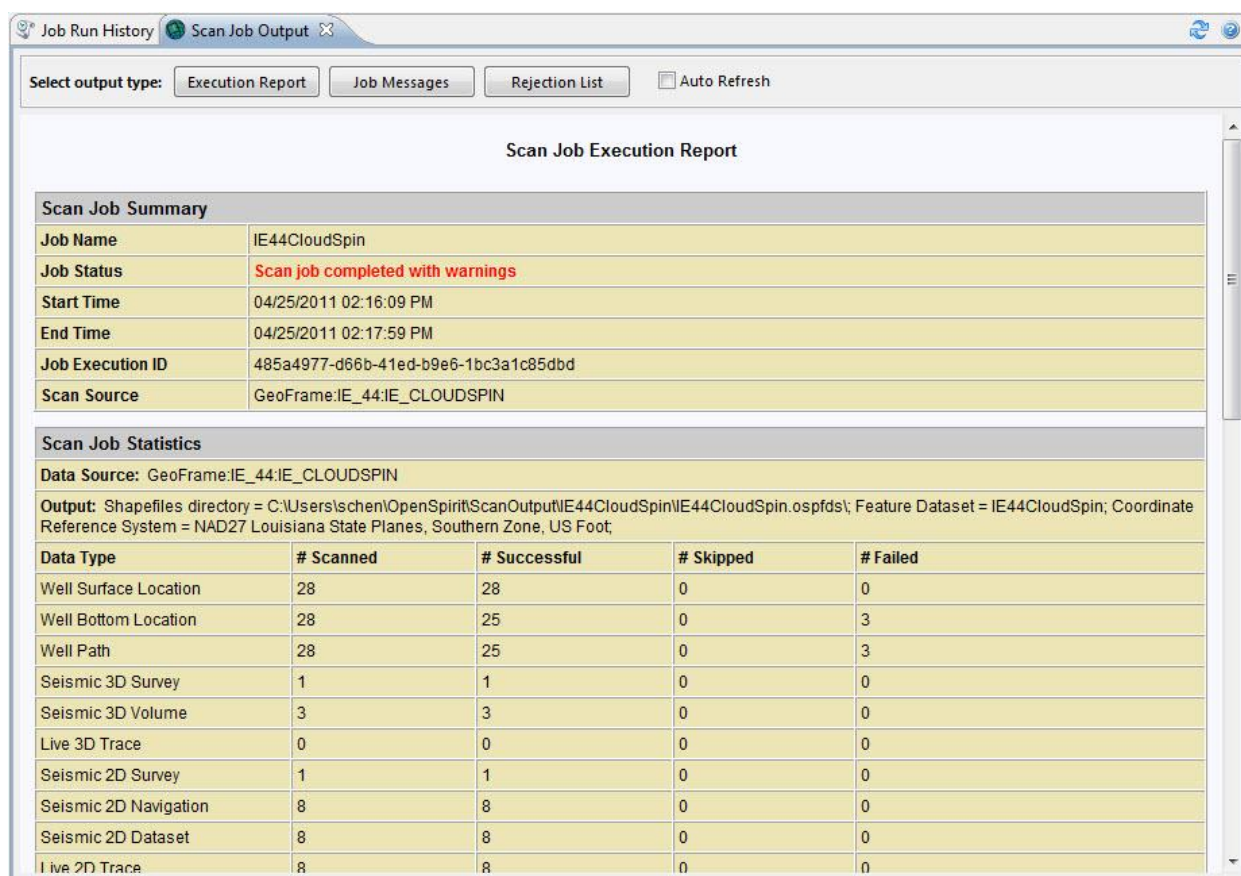 Job Run History Scan Job Output
Select output type: Execution Report Job Messages Rejection List Auto Refresh
Scan Job Execution Report
Scan Job Summary
Job Name IE44CloudSpin
Job Status Scan job completed with warnings
Start Time 04/25/2011 02:16:09 PM
End Time 04/25/2011 02:17:59 PM
Job Execution ID 485a4977-d66b-41ed-b9e6-1bc3a1c85dbd
Scan Source GeoFrame:IE_44:IE_CLOUDSPIN
Scan Job Statistics
Data Source: GeoFrame:IE_44:IE_CLOUDSPIN
Output: Shapefiles directory = C:\Users\schen\OpenSpirit\ScanOutput\IE44CloudSpin\IE44CloudSpin.ospfds\; Feature Dataset = IE44CloudSpin; Coordinate
Reference System = NAD27 Louisiana State Planes, Southern Zone, US Foot;
Data Type # Scanned # Successful # Skipped # Failed
Well Surface Location 28 28 0 0
Well Bottom Location 28 25 0 3
Well Path 28 25 0 3
Seismic 3D Survey 1 1 0 0
Seismic 3D Volume 3 3 0 0
Live 3D Trace 0 0 0 0
Seismic 2D Survey 1 1 0 0
Seismic 2D Navigation 8 8 0 0
Seismic 2D Dataset 8 8 0 0
Live 2D Trace 8 8 0 0